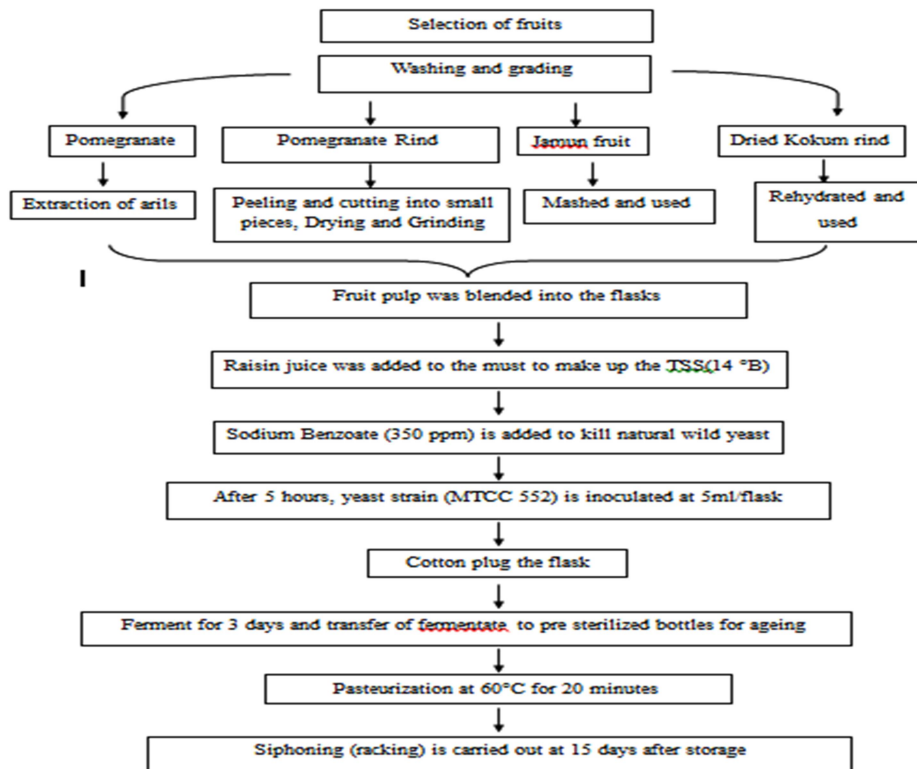 Selection of fruits
Washing and grading
Pomegranate
Pomegranate Rind
Jamun fruit
Dried Kokum rind
Extraction of arils
Peeling and cutting into small
pieces, Drying and Grinding
Mashed and used
Rehydrated and
used
Fruit pulp was blended into the flasks
Raisin juice was added to the must to make up the TSS(14 °B)
Sodium Benzoate (350 ppm) is added to kill natural wild yeast
After 5 hours, yeast strain (MTCC 552) is inoculated at 5ml/flask
Cotton plug the flask
Ferment for 3 days and transfer of fermentate to pre sterilized bottles for ageing
Pasteurization at 60°C for 20 minutes
Siphoning (racking) is carried out at 15 days after storage